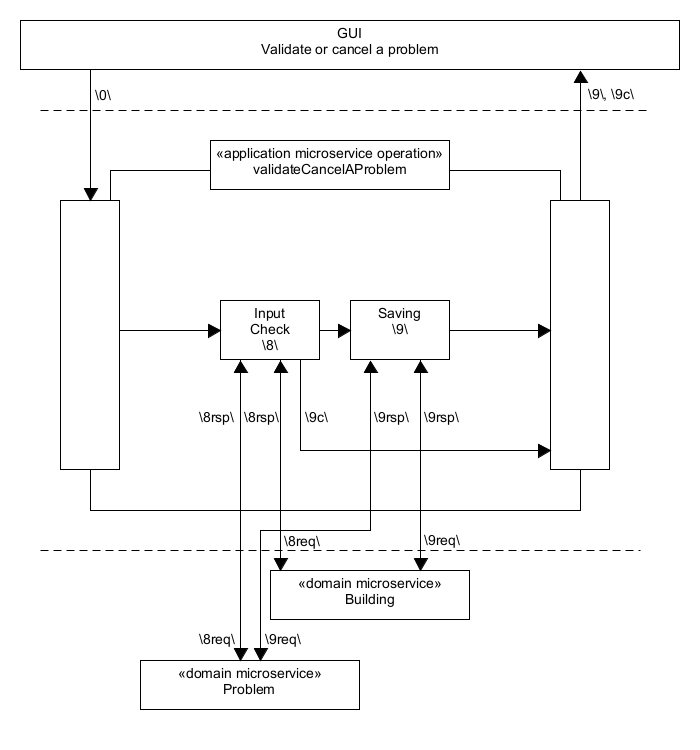 GUI
Validate or cancel a problem
\0\
\9\, \9c\
«application microservice operation»
validateCancelAProblem
Input
Check
\8\
Saving
\9\
\8rsp\
\8rsp\
\9c\
\9rsp\
\9rsp\
\8req\
\9req\
«domain microservice»
Building
\8req\
\9req\
«domain microservice»
Problem